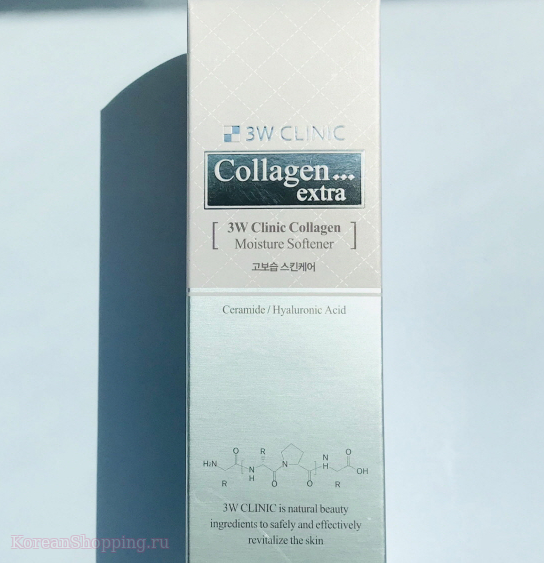 3W CLINIC
Collagen...
extra
[ 3W Clinic Collagen
Moisture Softener ]
고보습 스킨케어
Ceramide / Hyaluronic Acid
H₂N R O N H R O N O N H R O OH
3W CLINIC is natural beauty
ingredients to safely and effectively
revitalize the skin
KoreanShopping.ru